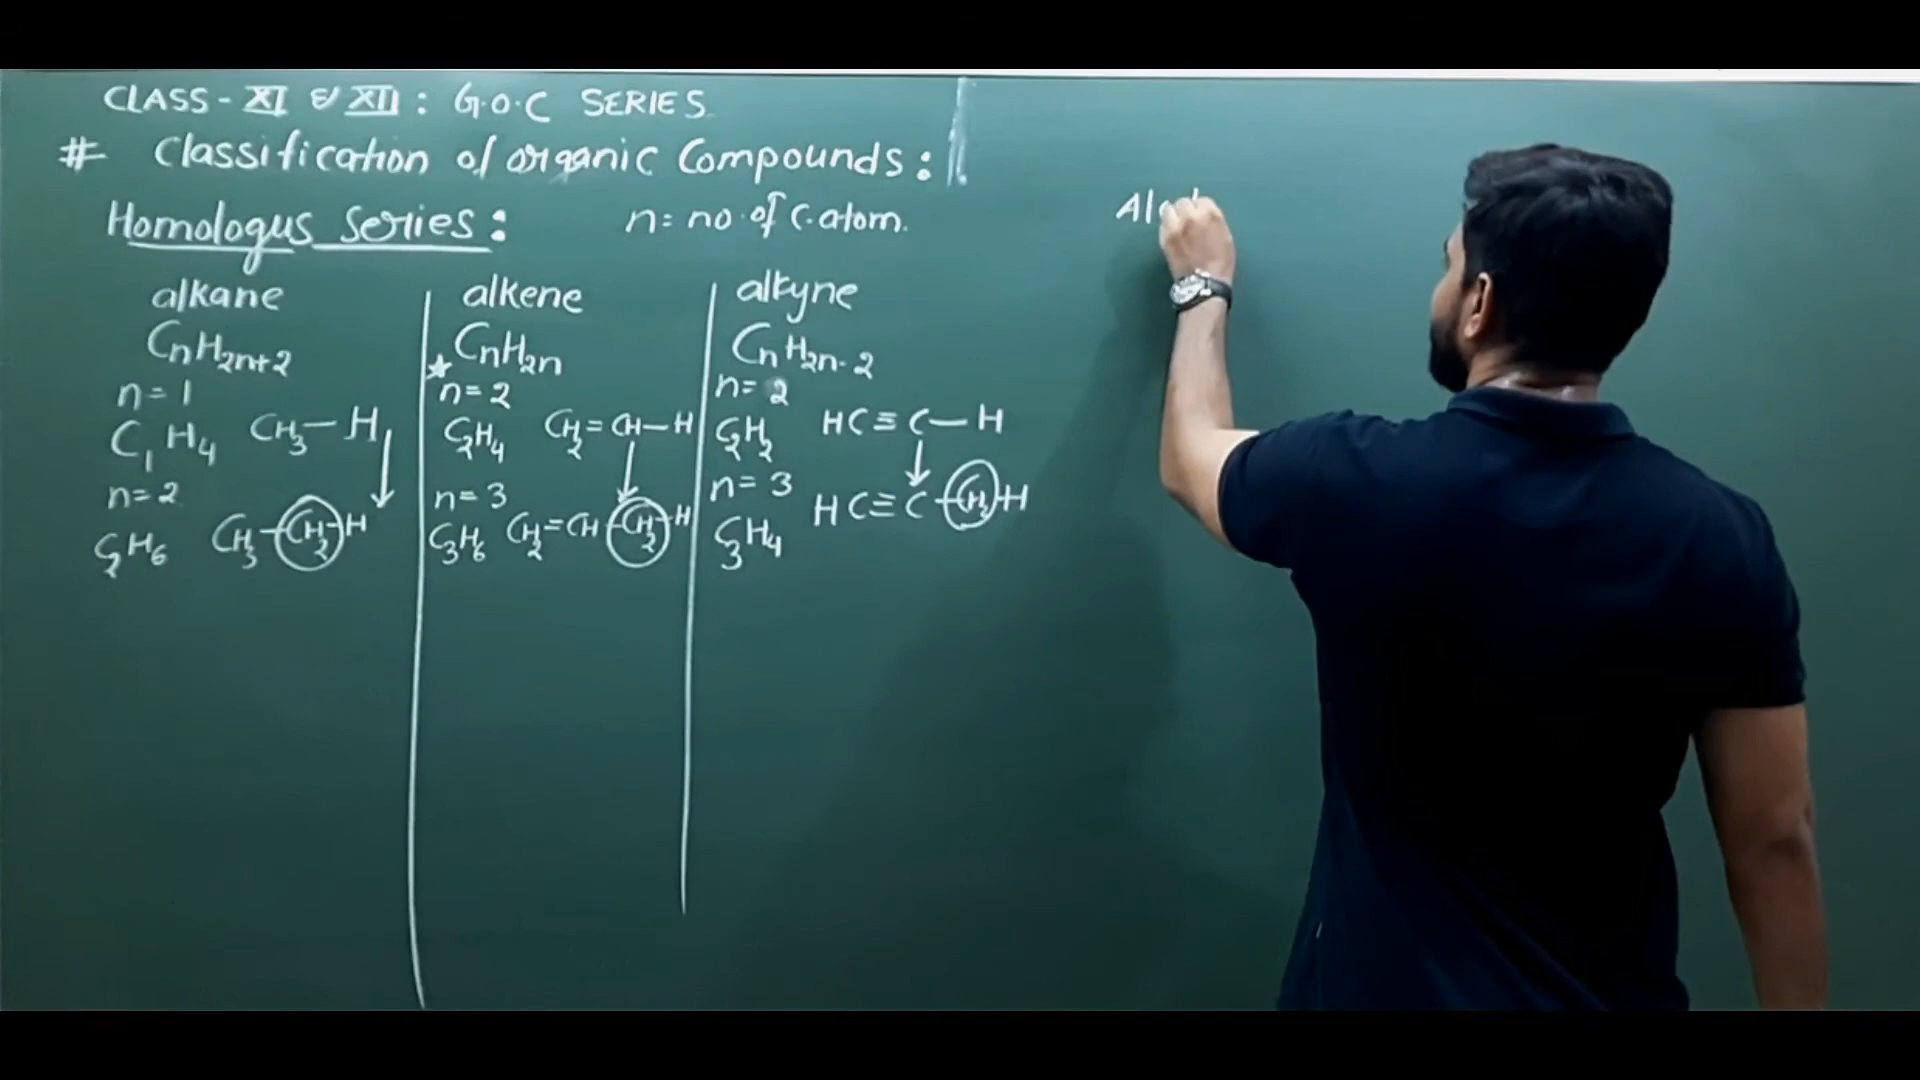 CLASS - XI & XII : G.O.C SERIES
# Classification of organic Compounds :
Homologus series :
n = no. of C. atom.
alkane
CnH2n+2
n = 1
C1H4 CH3-H
n = 2
C2H6 CH3-CH2-H
alkene
CnH2n
★ n = 2
C2H4 CH2=CH-H
n = 3
C3H6 CH2=CH-CH2-H
alkyne
CnH2n-2
n = 2
C2H2 HC≡C-H
n = 3
C3H4 HC≡C-CH2-H